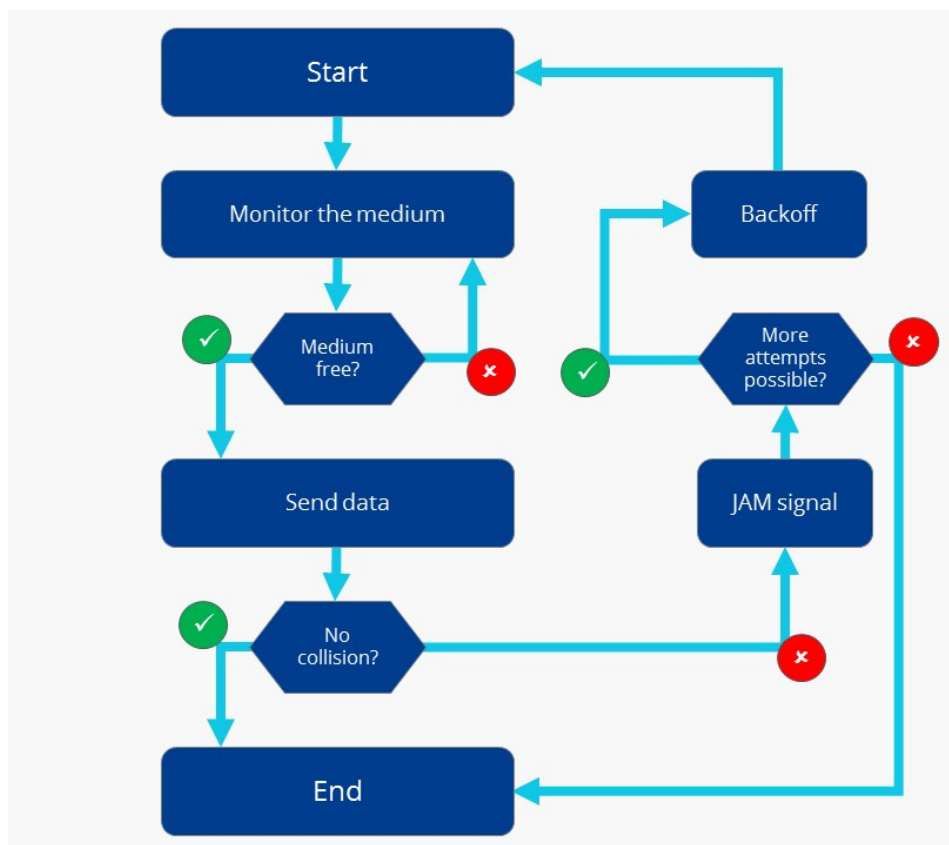 Start
Monitor the medium
Backoff
Medium
free?
More
attempts
possible?
Send data
JAM signal
No
collision?
End